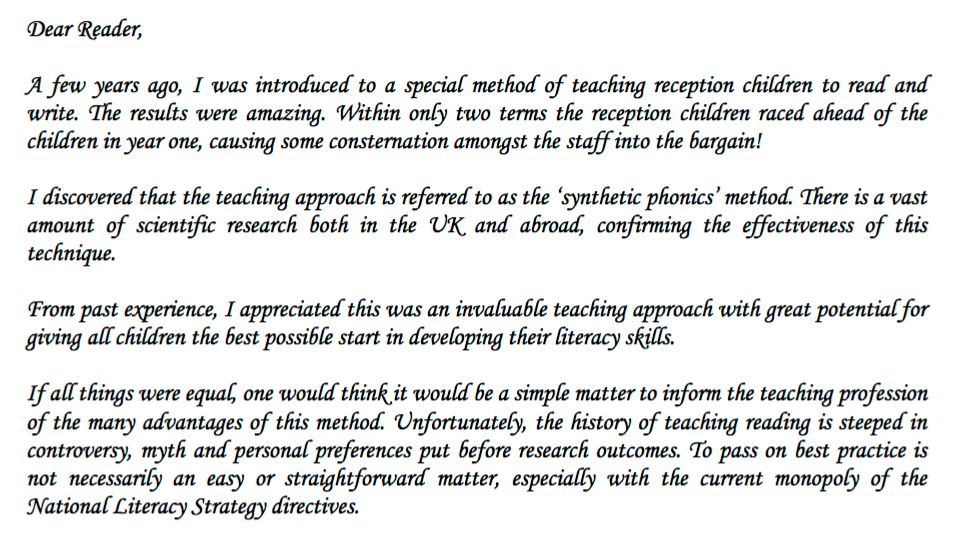 Dear Reader,
A few years ago, I was introduced to a special method of teaching reception children to read and
write. The results were amazing. Within only two terms the reception children raced ahead of the
children in year one, causing some consternation amongst the staff into the bargain!
I discovered that the teaching approach is referred to as the ‘synthetic phonics’ method. There is a vast
amount of scientific research both in the UK and abroad, confirming the effectiveness of this
technique.
From past experience, I appreciated this was an invaluable teaching approach with great potential for
giving all children the best possible start in developing their literacy skills.
If all things were equal, one would think it would be a simple matter to inform the teaching profession
of the many advantages of this method. Unfortunately, the history of teaching reading is steeped in
controversy, myth and personal preferences put before research outcomes. To pass on best practice is
not necessarily an easy or straightforward matter, especially with the current monopoly of the
National Literacy Strategy directives.